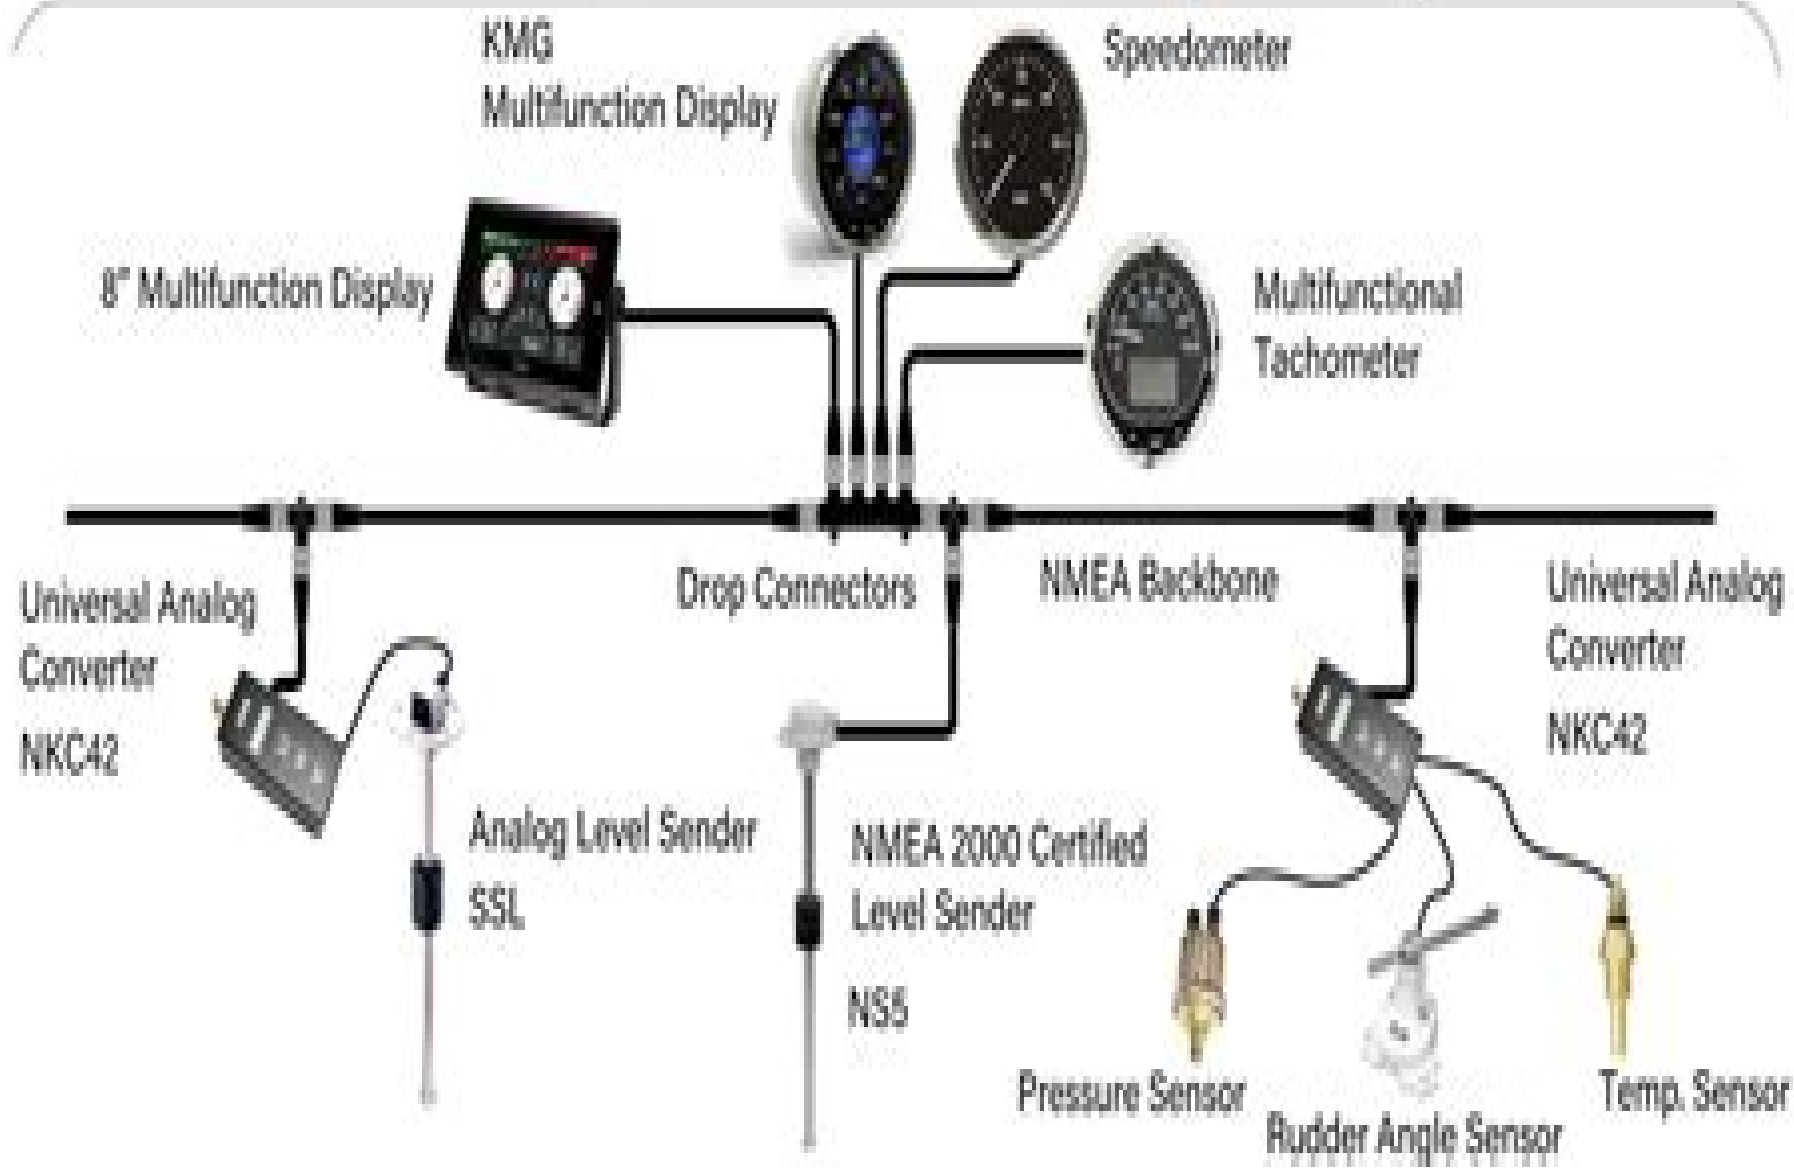 KMG
Multifunction Display
Speedometer
8" Multifunction Display
Multifunctional
Tachometer
Drop Connectors
NMEA Backbone
Universal Analog
Converter
NKC42
Universal Analog
Converter
NKC42
Analog Level Sender
SSL
NMEA 2000 Certified
Level Sender
NS5
Pressure Sensor
Rudder Angle Sensor
Temp. Sensor